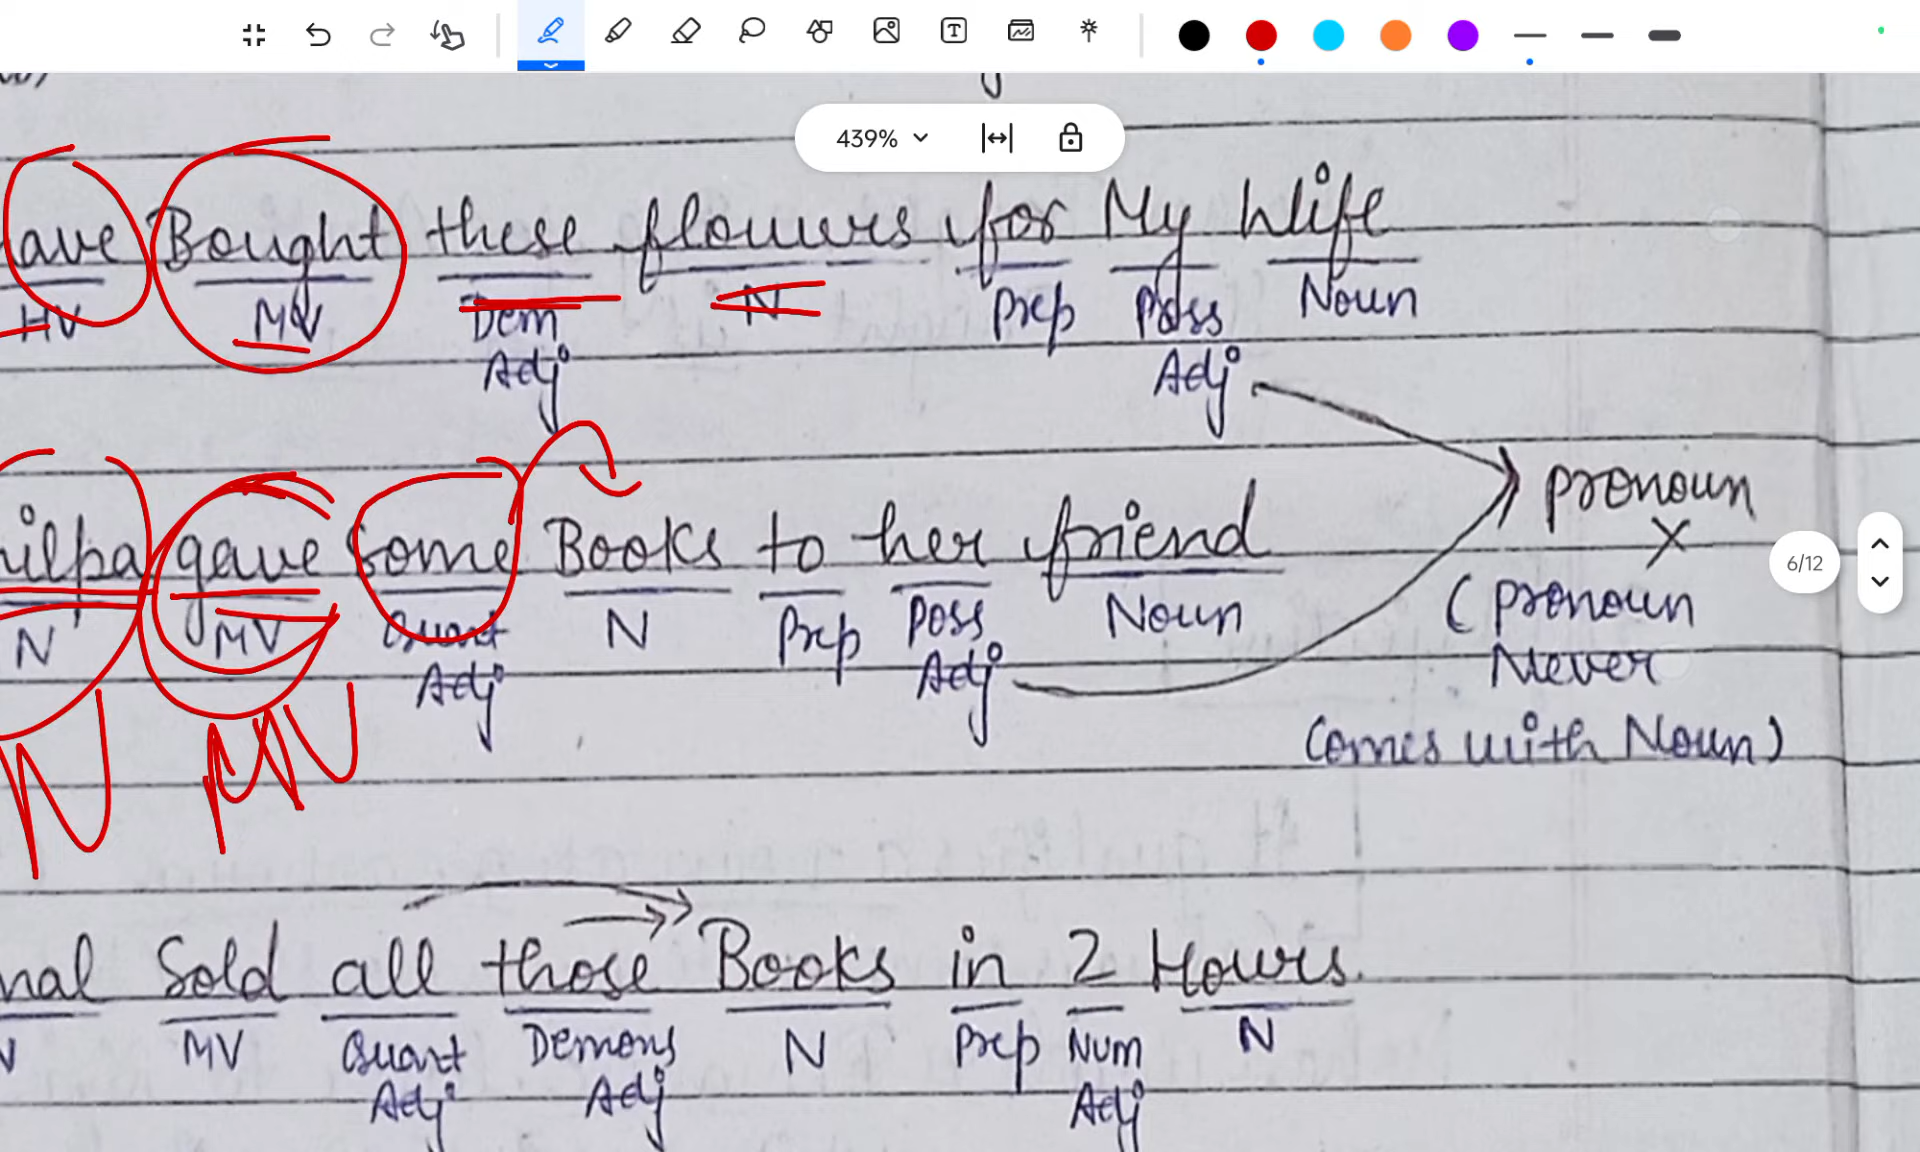 439%
ave Bought these flowers for My Wife
HV MV Dem Adj N Prep Poss Adj Noun
pronoun
X
(pronoun
Never
comes with Noun)
6/12
ilpa gave Some Books to her friend
N MV Quant Adj N Prep Poss Adj Noun
N MV
nal Sold all those Books in 2 Hours.
MV Quant Adj Demons Adj N Prep Num Adj N